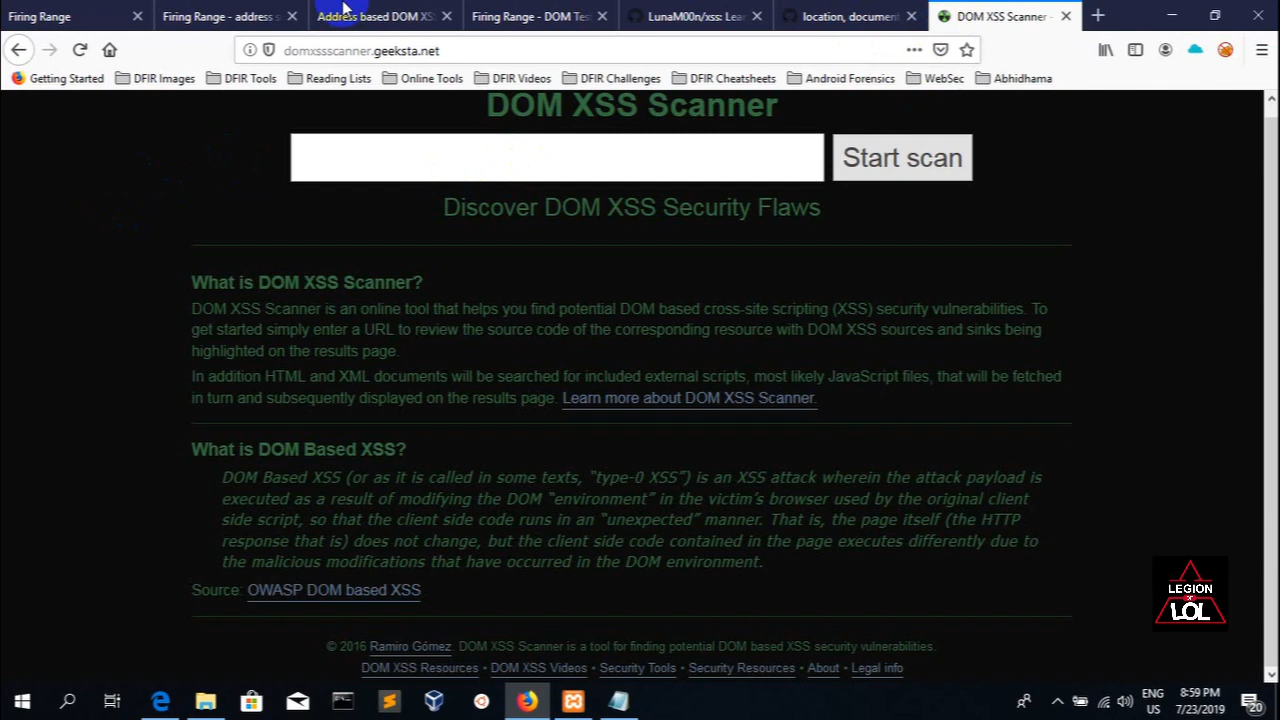 Firing Range
Firing Range - address s
Address based DOM XS
Firing Range - DOM Tes
LunaM00n/xss: Lea
location, document
DOM XSS Scanner -
domxssscanner.geeksta.net
Getting Started
DFIR Images
DFIR Tools
Reading Lists
Online Tools
DFIR Videos
DFIR Challenges
DFIR Cheatsheets
Android Forensics
WebSec
Abhidhama
DOM XSS Scanner
Start scan
Discover DOM XSS Security Flaws
What is DOM XSS Scanner?
DOM XSS Scanner is an online tool that helps you find potential DOM based cross-site scripting (XSS) security vulnerabilities. To
get started simply enter a URL to review the source code of the corresponding resource with DOM XSS sources and sinks being
highlighted on the results page.
In addition HTML and XML documents will be searched for included external scripts, most likely JavaScript files, that will be fetched
in turn and subsequently displayed on the results page. Learn more about DOM XSS Scanner.
What is DOM Based XSS?
DOM Based XSS (or as it is called in some texts, “type-0 XSS”) is an XSS attack wherein the attack payload is
executed as a result of modifying the DOM “environment” in the victim’s browser used by the original client
side script, so that the client side code runs in an “unexpected” manner. That is, the page itself (the HTTP
response that is) does not change, but the client side code contained in the page executes differently due to
the malicious modifications that have occurred in the DOM environment.
Source: OWASP DOM based XSS
LEGION
OF
LOL
© 2016 Ramiro Gómez. DOM XSS Scanner is a tool for finding potential DOM based XSS security vulnerabilities.
DOM XSS Resources • DOM XSS Videos • Security Tools • Security Resources • About • Legal info
ENG
US
8:59 PM
7/23/2019
20